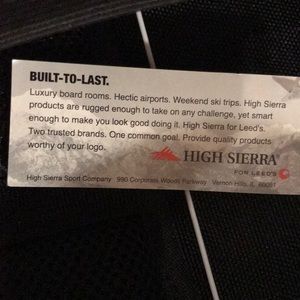 BUILT-TO-LAST.
Luxury board rooms. Hectic airports. Weekend ski trips. High Sierra
products are rugged enough to take on any challenge, yet smart
enough to make you look good doing it. High Sierra for Leed's.
Two trusted brands. One common goal. Provide quality products
worthy of your logo.
HIGH SIERRA
FOR LEED'S
High Sierra Sport Company 990 Corporate Woods Parkway Vernon Hills, IL 60061